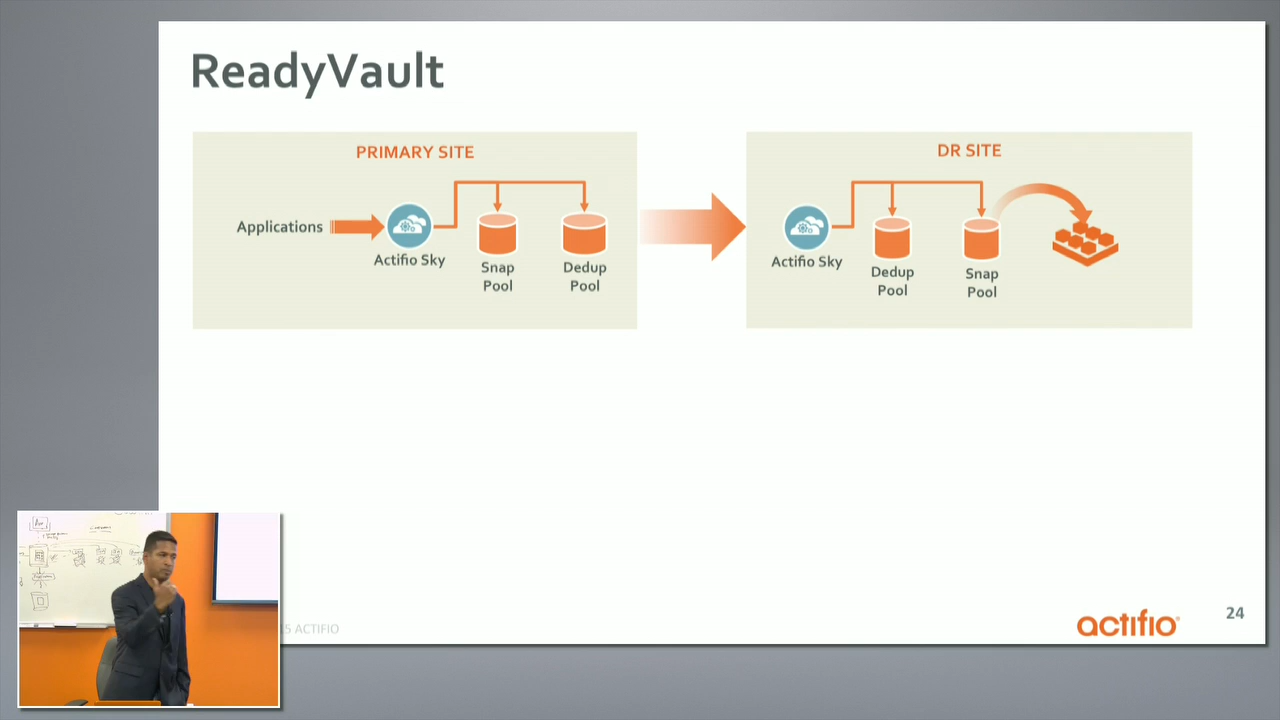 ReadyVault
PRIMARY SITE
Applications
Actifio Sky
Snap
Pool
Dedup
Pool
DR SITE
Actifio Sky
Dedup
Pool
Snap
Pool
ACTIFIO
actifio
24